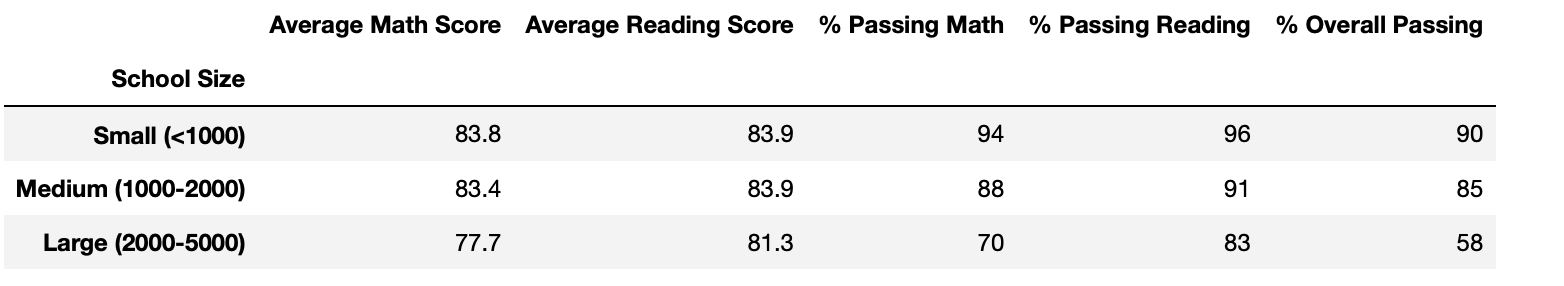 Average Math Score Average Reading Score % Passing Math % Passing Reading % Overall Passing
School Size
Small (<1000) 83.8 83.9 94 96 90
Medium (1000-2000) 83.4 83.9 88 91 85
Large (2000-5000) 77.7 81.3 70 83 58